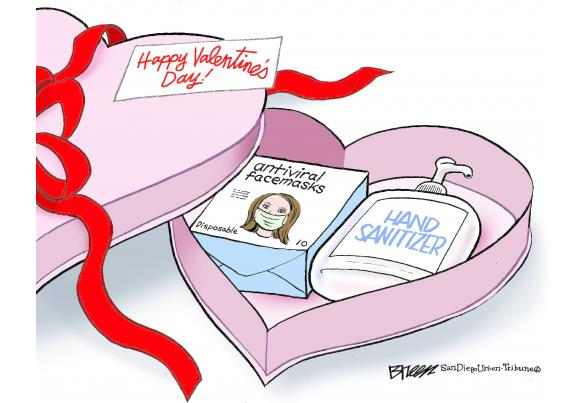 Happy Valentine's
Day!
antiviral
facemasks
Disposable
10
HAND
SANITIZER
BREEN SanDiegoUnion-Tribune©